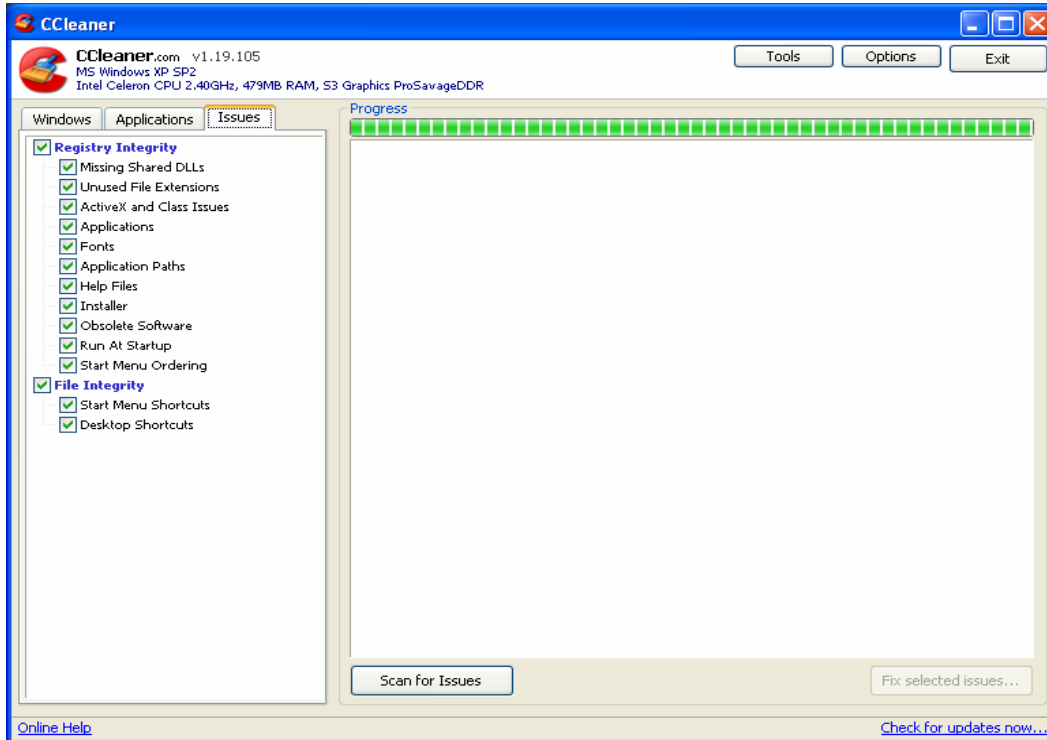 CCleaner
CCleaner.com v1.19.105
MS Windows XP SP2
Intel Celeron CPU 2.40GHz, 479MB RAM, S3 Graphics ProSavageDDR
Tools Options Exit
Windows Applications Issues
Progress
Registry Integrity
Missing Shared DLLs
Unused File Extensions
ActiveX and Class Issues
Applications
Fonts
Application Paths
Help Files
Installer
Obsolete Software
Run At Startup
Start Menu Ordering
File Integrity
Start Menu Shortcuts
Desktop Shortcuts
Scan for Issues Fix selected issues...
Online Help Check for updates now...